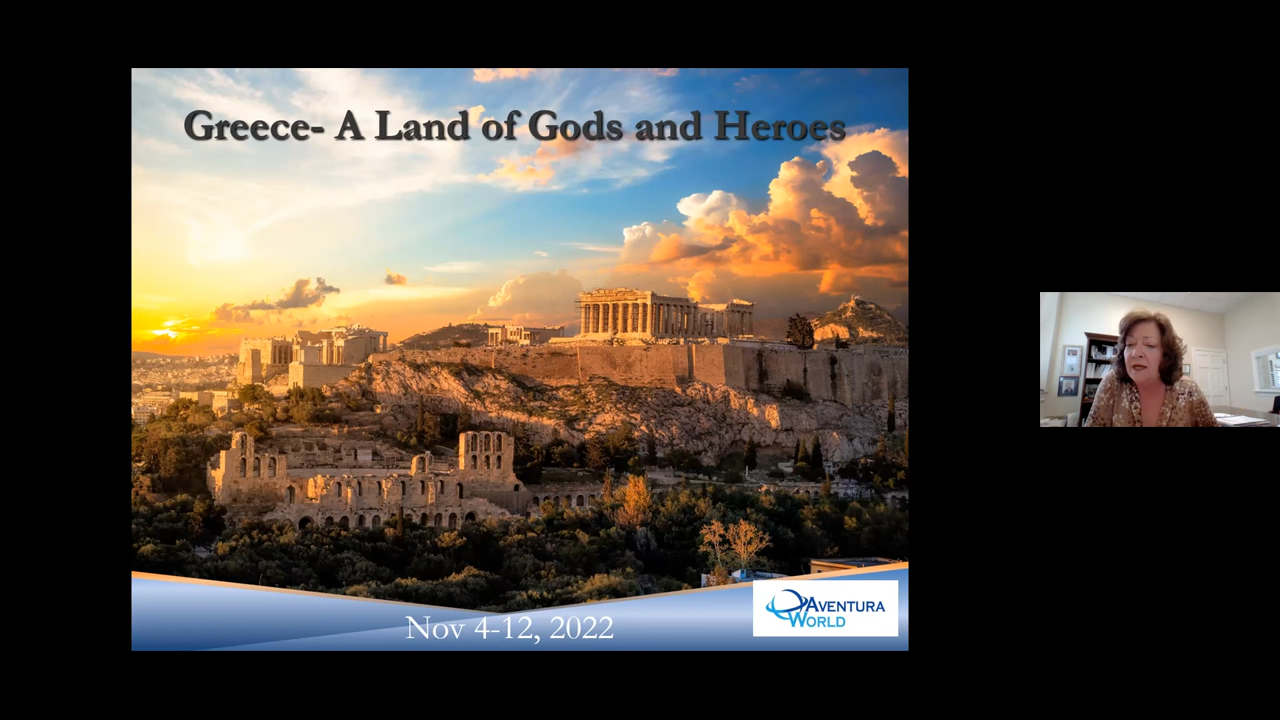 Greece- A Land of Gods and Heroes
Nov 4-12, 2022
AVENTURA
WORLD